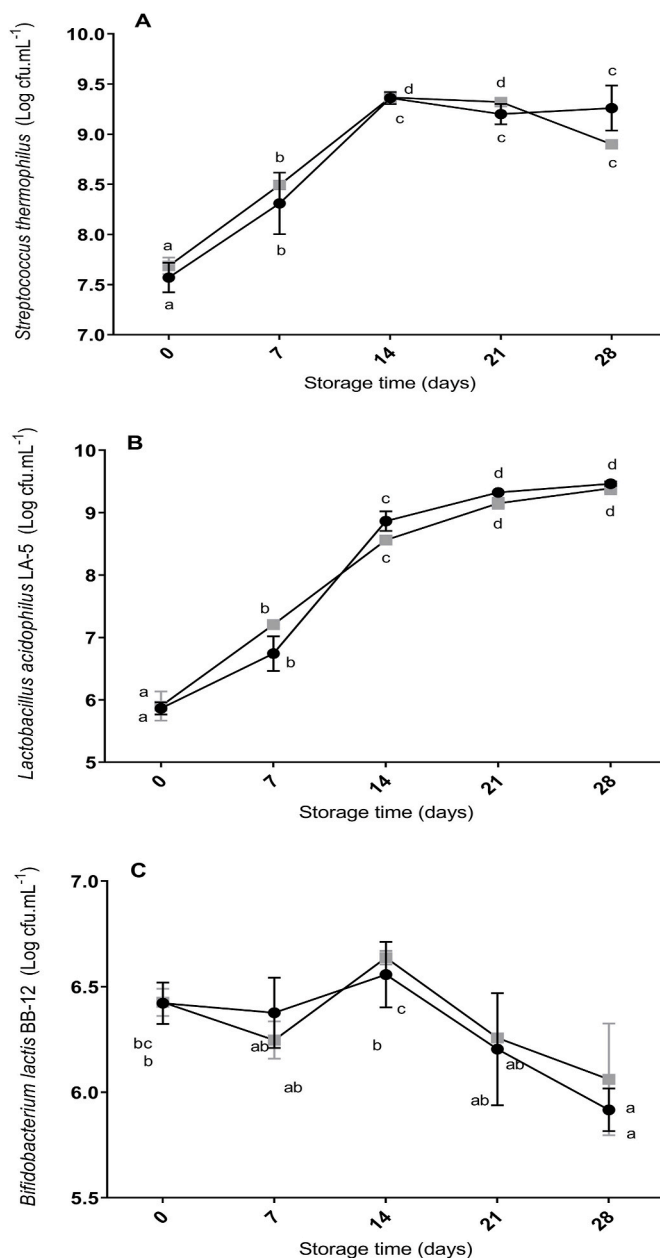 A
Streptococcus thermophilus (Log cfu.mL-1)
10.0
9.5
9.0
8.5
8.0
7.5
7.0
a
a
b
b
d
c
d
c
c
c
0
7
14
21
28
Storage time (days)
B
Lactobacillus acidophilus LA-5 (Log cfu.mL-1)
10
9
8
7
6
5
a
a
b
b
c
c
d
d
d
d
0
7
14
21
28
Storage time (days)
C
Bifidobacterium lactis BB-12 (Log cfu.mL-1)
7.0
6.5
6.0
5.5
bc
b
ab
ab
c
b
ab
ab
a
a
0
7
14
21
28
Storage time (days)